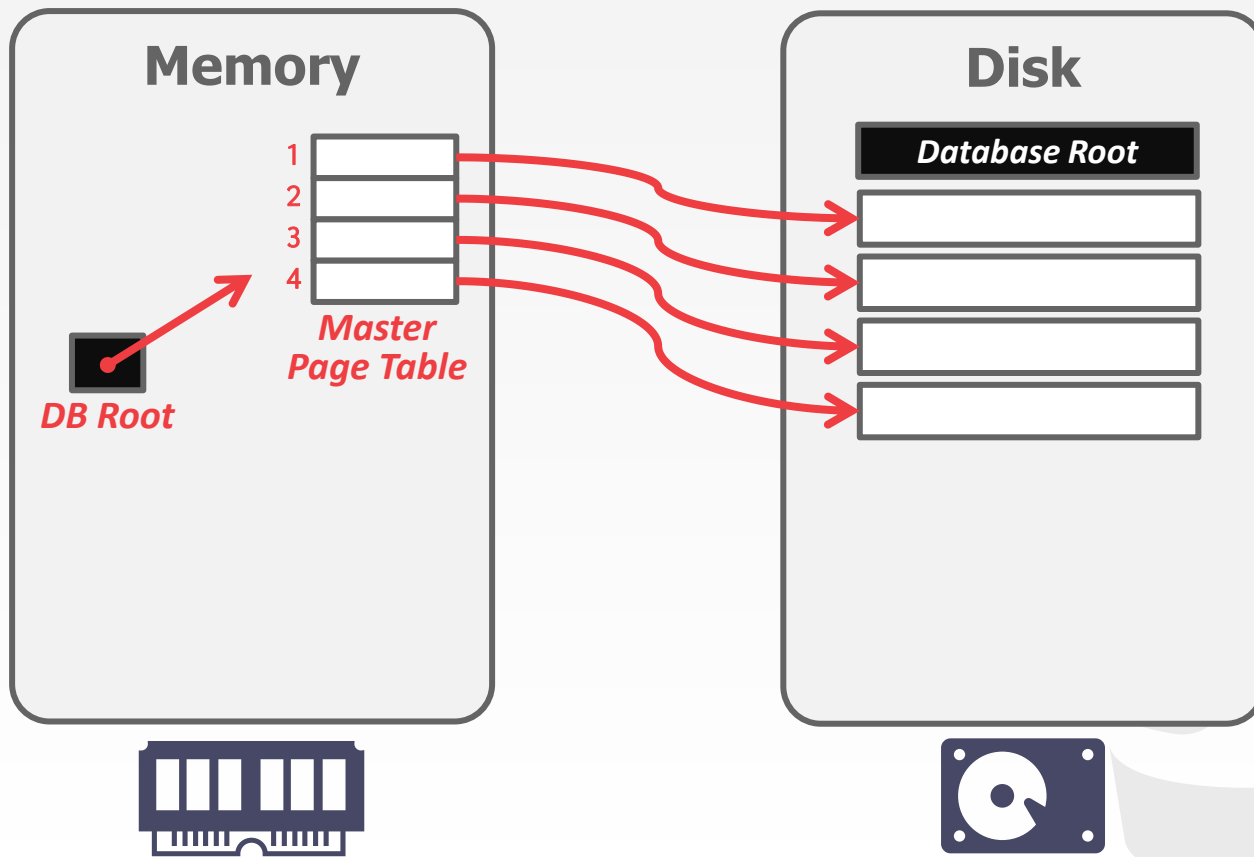 Memory
1
2
3
4
Master
Page Table
DB Root
Disk
Database Root